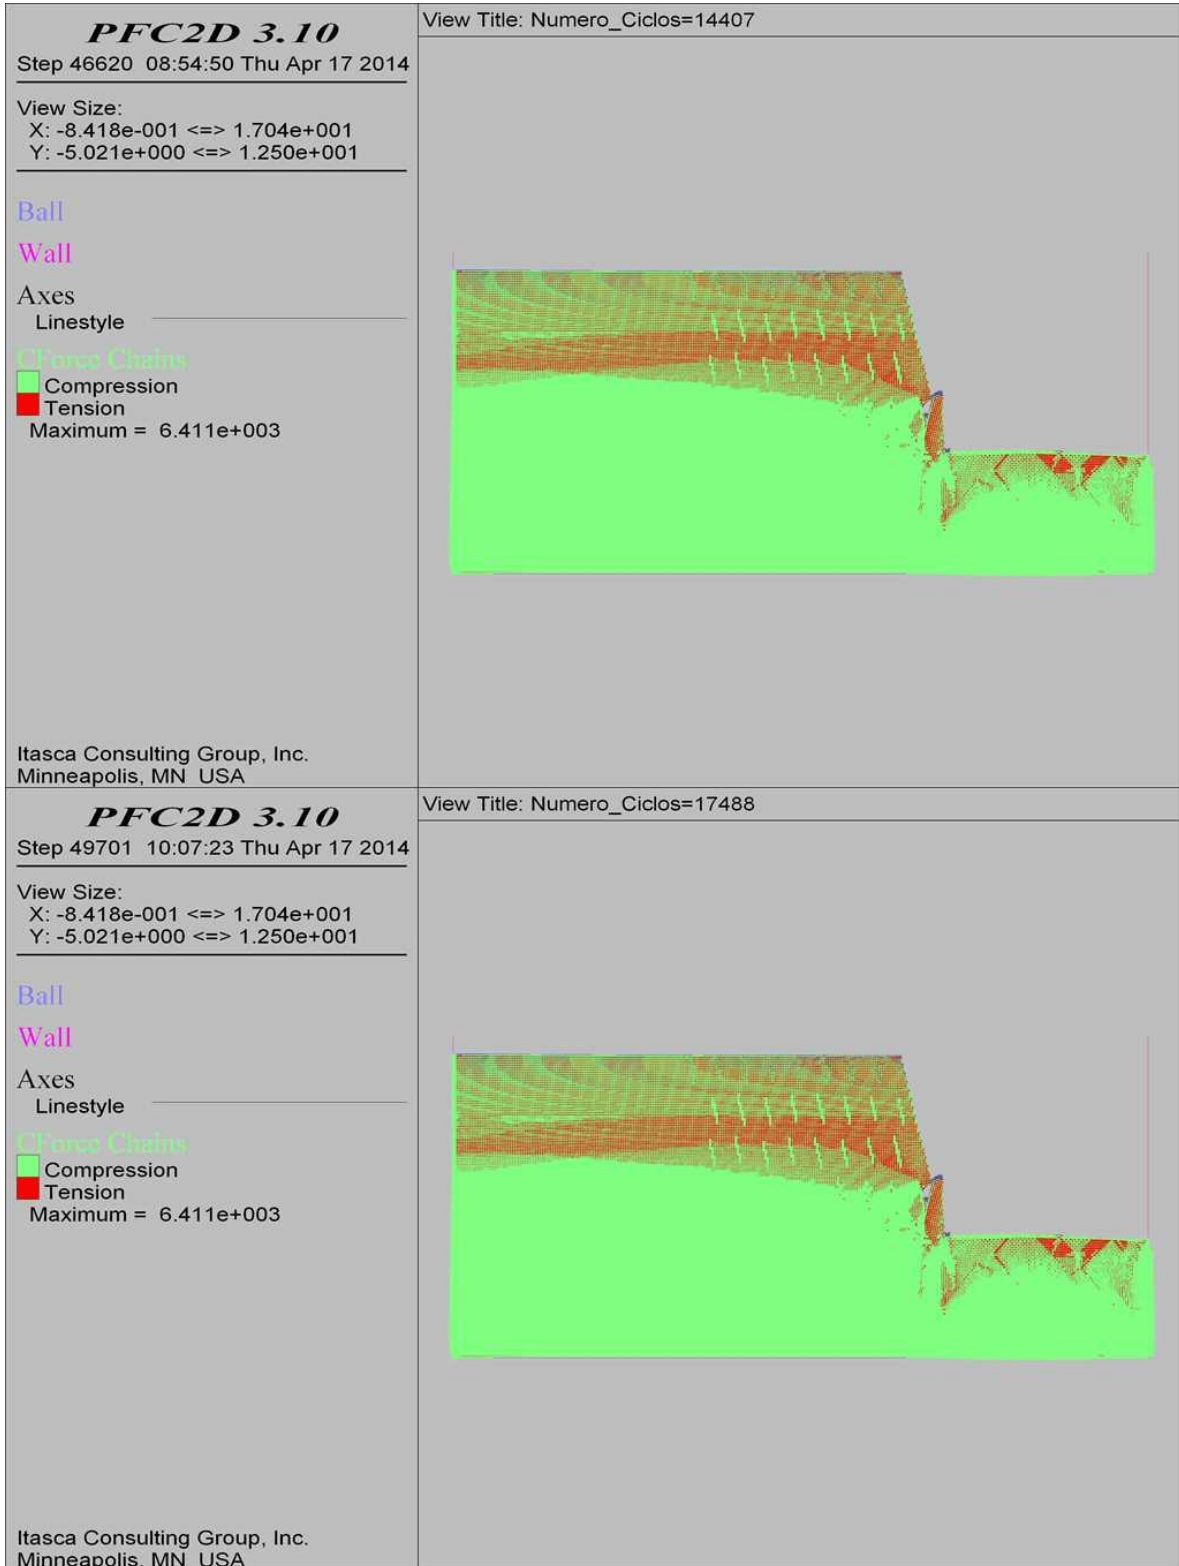 PFC2D 3.10
Step 46620 08:54:50 Thu Apr 17 2014
View Size:
X: -8.418e-001 <=> 1.704e+001
Y: -5.021e+000 <=> 1.250e+001
Ball
Wall
Axes
Linestyle
CForce Chains
Compression
Tension
Maximum = 6.411e+003
Itasca Consulting Group, Inc.
Minneapolis, MN USA
View Title: Numero_Ciclos=14407
PFC2D 3.10
Step 49701 10:07:23 Thu Apr 17 2014
View Size:
X: -8.418e-001 <=> 1.704e+001
Y: -5.021e+000 <=> 1.250e+001
Ball
Wall
Axes
Linestyle
CForce Chains
Compression
Tension
Maximum = 6.411e+003
Itasca Consulting Group, Inc.
Minneapolis, MN USA
View Title: Numero_Ciclos=17488